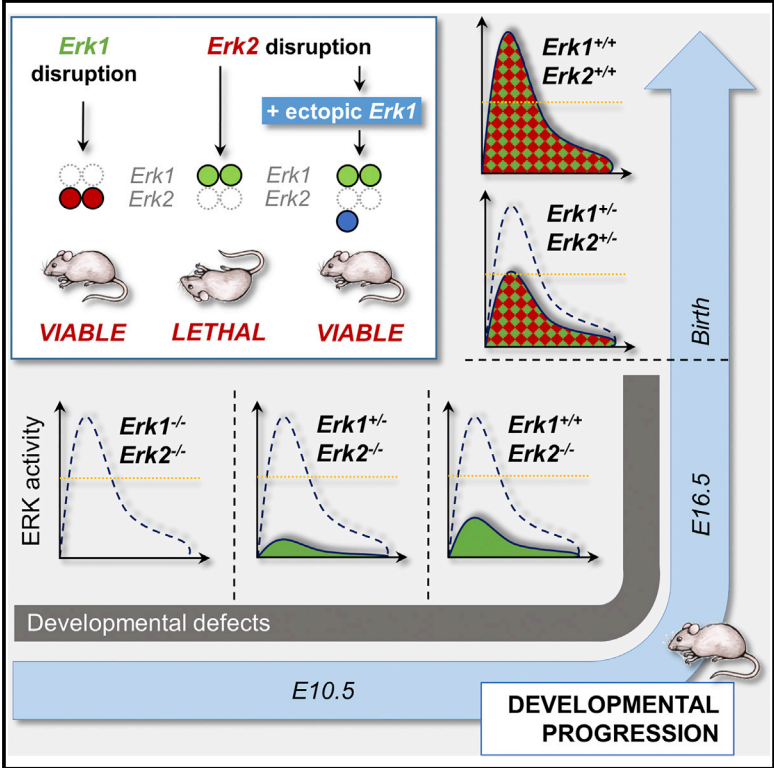 Erk1
disruption
Erk2 disruption
+ ectopic Erk1
Erk1
Erk2
Erk1
Erk2
VIABLE
LETHAL
VIABLE
Erk1+/+
Erk2+/+
Erk1+/-
Erk2+/-
Birth
ERK activity
Erk1-/-
Erk2-/-
Erk1+/-
Erk2-/-
Erk1+/+
Erk2-/-
E16.5
Developmental defects
E10.5
DEVELOPMENTAL
PROGRESSION